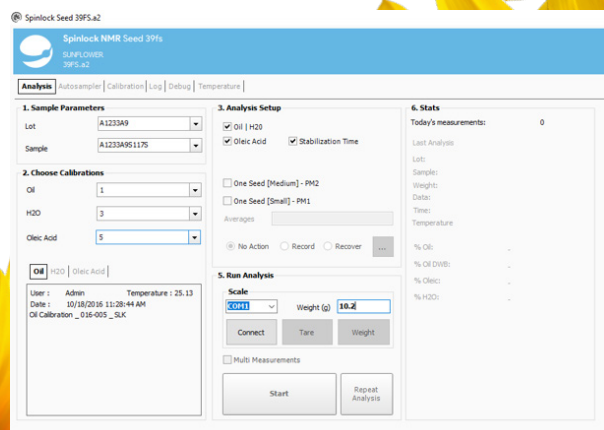 Spinlock Seed 39FS.a2
Spinlock NMR Seed 39fs
SUNFLOWER
39FS.a2
Analysis Autosampler Calibration Log Debug Temperature
1. Sample Parameters
Lot A1233A9
Sample A1233A9S1175
2. Choose Calibrations
Oil 1
H2O 3
Oleic Acid 5
Oil H2O Oleic Acid
User : Admin Temperature : 25.13
Date : 10/18/2016 11:28:44 AM
Oil Calibration _ 016-005 _ SLK
3. Analysis Setup
Oil | H20
Oleic Acid Stabilization Time
One Seed [Medium] - PM2
One Seed [Small] - PM1
Averages
No Action Record Recover ...
5. Run Analysis
Scale
COM1 Weight (g) 10.2
Connect Tare Weight
Multi Measurements
Start Repeat Analysis
6. Stats
Today's measurements: 0
Last Analysis
Lot:
Sample:
Weight:
Data:
Time:
Temperature
% Oil: .
% Oil DWB: .
% Oleic: .
% H2O: .